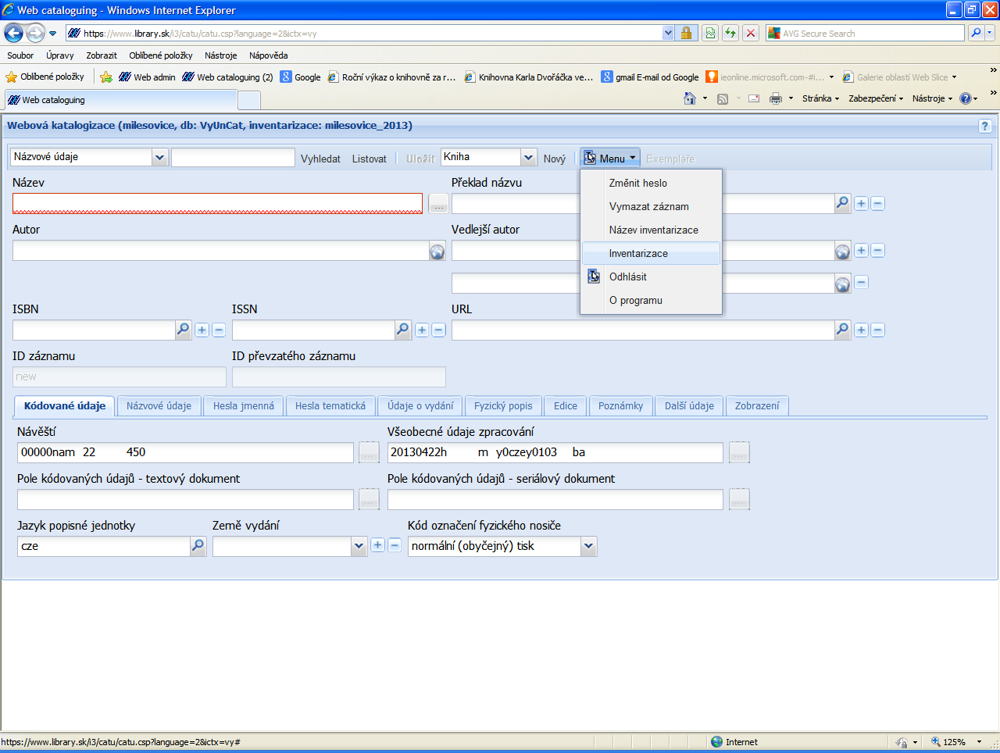 Web cataloguing - Windows Internet Explorer
https://www.library.sk/i3/catu/catu.csp?language=2&ictx=vy
AVG Secure Search
Soubor Úpravy Zobrazit Oblíbené položky Nástroje Nápověda
Oblíbené položky Web admin Web cataloguing (2) Google Roční výkaz o knihovně za r... Knihovna Karla Dvořáčka ve... gmail E-mail od Google ieonline.microsoft.com-#i... Galerie oblastí Web Slice
Web cataloguing Stránka Zabezpečení Nástroje
Webová katalogizace (milesovice, db: VyUnCat, inventarizace: milesovice_2013)
Názvové údaje Vyhledat Listovat Uložit Kniha Nový Menu Exempláře
Změnit heslo
Vymazat záznam
Název inventarizace
Inventarizace
Odhlásit
O programu
Název Překlad názvu
Autor Vedlejší autor
ISBN ISSN URL
ID záznamu ID převzatého záznamu
new
Kódované údaje Názvové údaje Hesla jmenná Hesla tematická Údaje o vydání Fyzický popis Edice Poznámky Další údaje Zobrazení
Návěští Všeobecné údaje zpracování
00000nam 22 450 20130422h m y0czey0103 ba
Pole kódovaných údajů - textový dokument Pole kódovaných údajů - seriálový dokument
Jazyk popisné jednotky Země vydání Kód označení fyzického nosiče
cze normální (obyčejný) tisk
https://www.library.sk/i3/catu/catu.csp?language=2&ictx=vy# Internet 125%